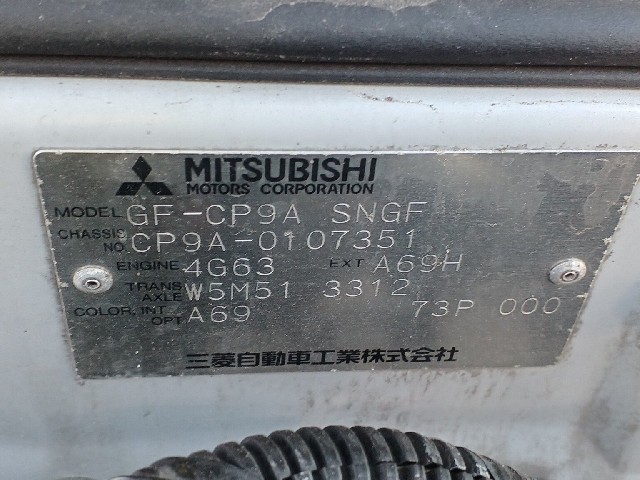 MITSUBISHI
MOTORS CORPORATION
MODEL GF-CP9A SNGF
CHASSIS NO. CP9A-0107351
ENGINE 4G63 EXT A69H
TRANS AXLE W5M51 3312
COLOR, INT OPT A69 73P 000
三菱自動車工業株式会社